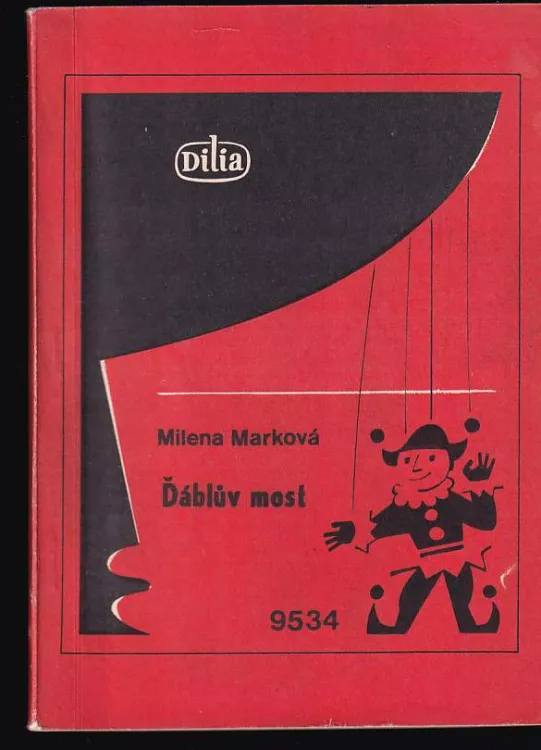 Dilia
Milena Marková
Ďáblův most
9534